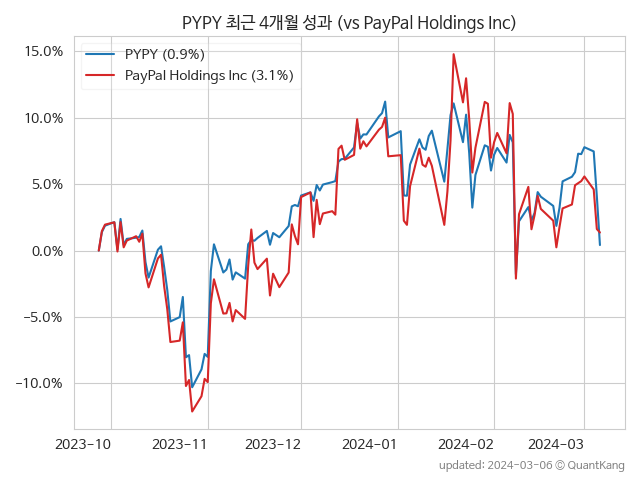 PYPY 최근 4개월 성과 (vs PayPal Holdings Inc)
PYPY (0.9%)
PayPal Holdings Inc (3.1%)
15.0%
10.0%
5.0%
0.0%
−5.0%
−10.0%
2023−10 2023−11 2023−12 2024−01 2024−02 2024−03
updated: 2024-03-06 ⓒ QuantKang